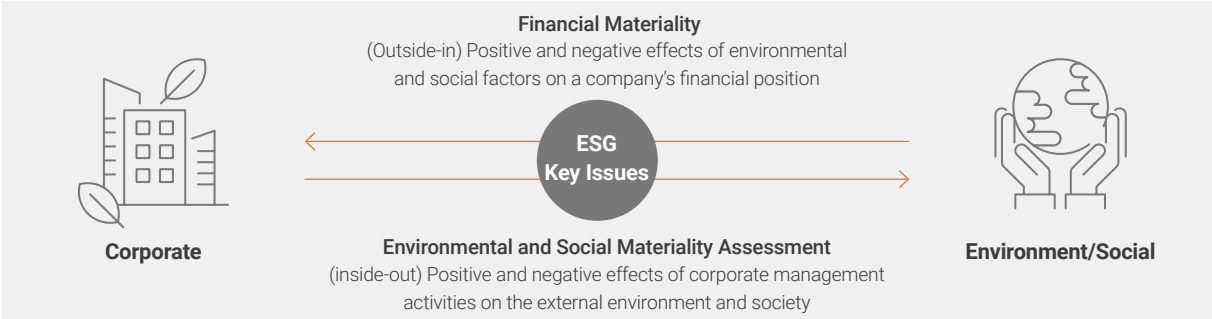 Financial Materiality
(Outside-in) Positive and negative effects of environmental
and social factors on a company's financial position
ESG
Key Issues
Corporate
Environmental and Social Materiality Assessment
(inside-out) Positive and negative effects of corporate management
activities on the external environment and society
Environment/Social